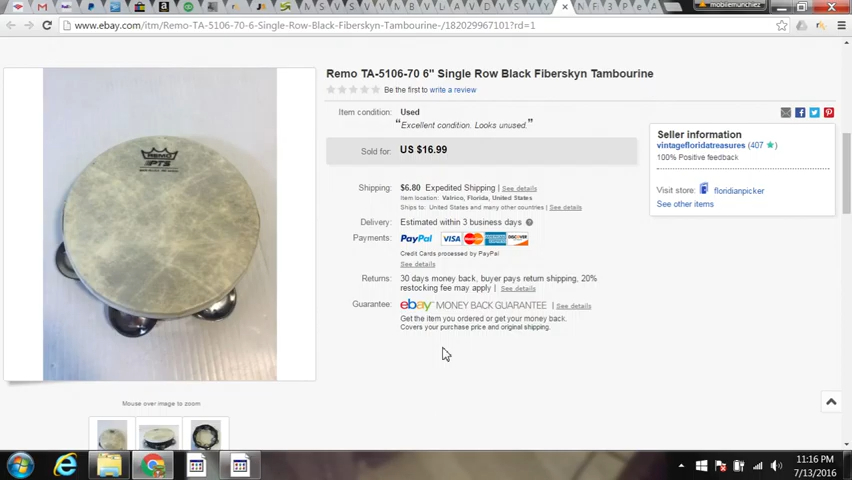 mobilemunchiez
www.ebay.com/itm/Remo-TA-5106-70-6-Single-Row-Black-Fiberskyn-Tambourine-/182029967101?rd=1
Remo TA-5106-70 6" Single Row Black Fiberskyn Tambourine
Be the first to write a review
Item condition: Used
“Excellent condition. Looks unused.”
Sold for: US $16.99
Shipping: $6.80 Expedited Shipping | See details
Item location: Valrico, Florida, United States
Ships to: United States and many other countries | See details
Delivery: Estimated within 3 business days
Payments: PayPal VISA MasterCard AMERICAN EXPRESS DISCOVER
Credit Cards processed by PayPal
See details
Returns: 30 days money back, buyer pays return shipping, 20%
restocking fee may apply | See details
Guarantee: ebay MONEY BACK GUARANTEE | See details
Get the item you ordered or get your money back.
Covers your purchase price and original shipping.
Seller information
vintagefloridatreasures (407 ★)
100% Positive feedback
Visit store: floridianpicker
See other items
REMO
PTS
Mouse over image to zoom
11:16 PM
7/13/2016